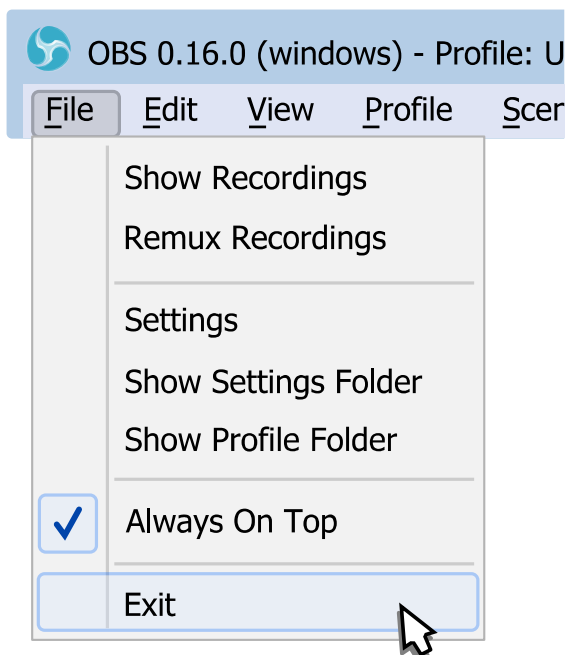 OBS 0.16.0 (windows) - Profile: U
File Edit View Profile Scer
Show Recordings
Remux Recordings
Settings
Show Settings Folder
Show Profile Folder
Always On Top
Exit